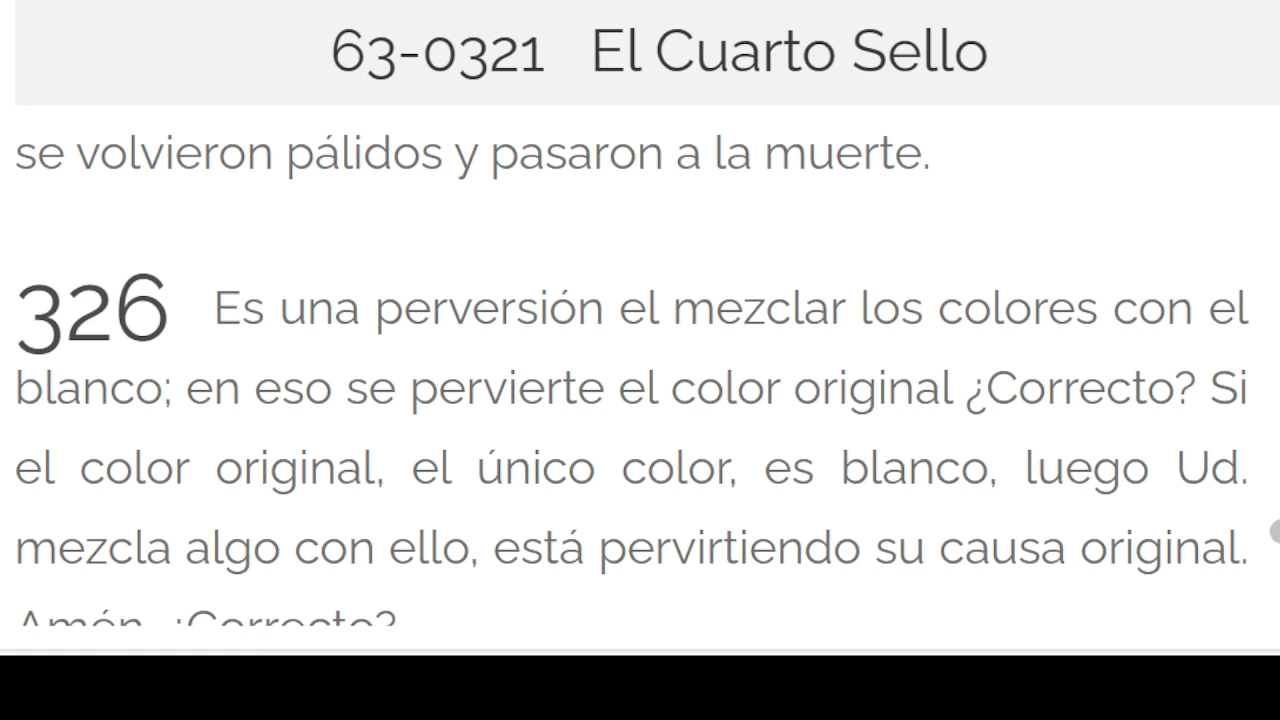 63-0321 El Cuarto Sello
se volvieron pálidos y pasaron a la muerte.
326 Es una perversión el mezclar los colores con el
blanco; en eso se pervierte el color original ¿Correcto? Si
el color original, el único color, es blanco, luego Ud.
mezcla algo con ello, está pervirtiendo su causa original.
Amén. ¿Correcto?